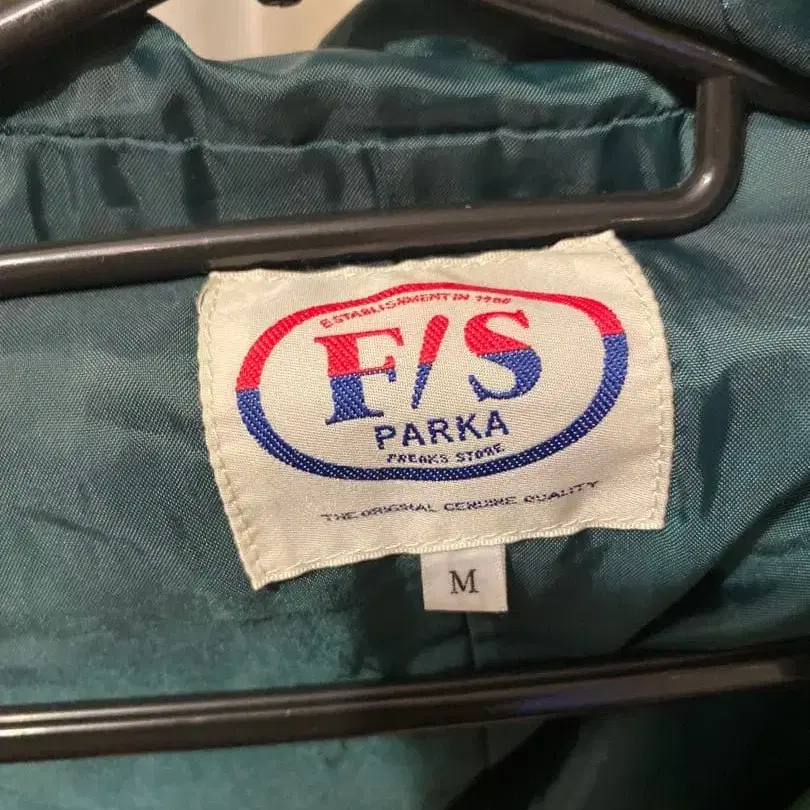 ESTABLISHMENT IN 1986
F/S
PARKA
FREAKS STORE
THE ORIGINAL GENUINE QUALITY
M